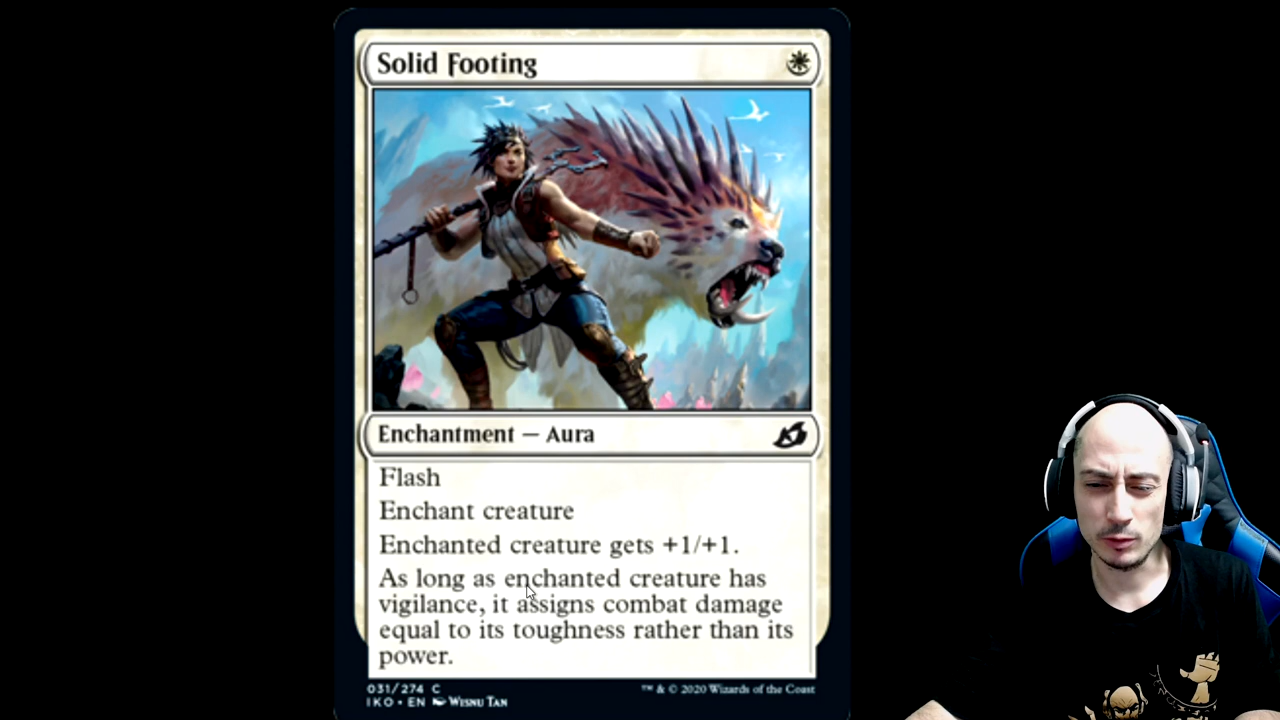 Solid Footing
Enchantment — Aura
Flash
Enchant creature
Enchanted creature gets +1/+1.
As long as enchanted creature has
vigilance, it assigns combat damage
equal to its toughness rather than its
power.
031/274 C
™ & © 2020 Wizards of the Coast
IKO • EN Wisnu Tan